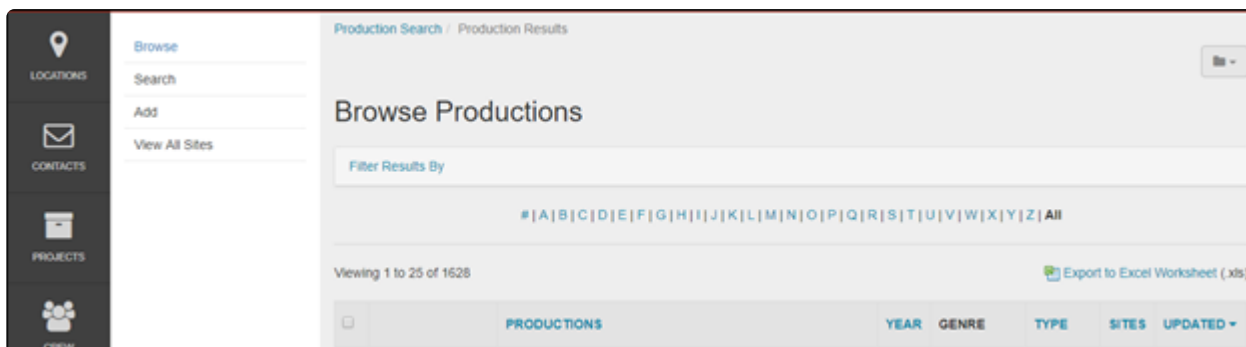 LOCATIONS
CONTACTS
PROJECTS
CREW
Browse
Search
Add
View All Sites
Production Search / Production Results
Browse Productions
Filter Results By
# | A | B | C | D | E | F | G | H | I | J | K | L | M | N | O | P | Q | R | S | T | U | V | W | X | Y | Z | All
Viewing 1 to 25 of 1628
Export to Excel Worksheet (.xls)
PRODUCTIONS YEAR GENRE TYPE SITES UPDATED